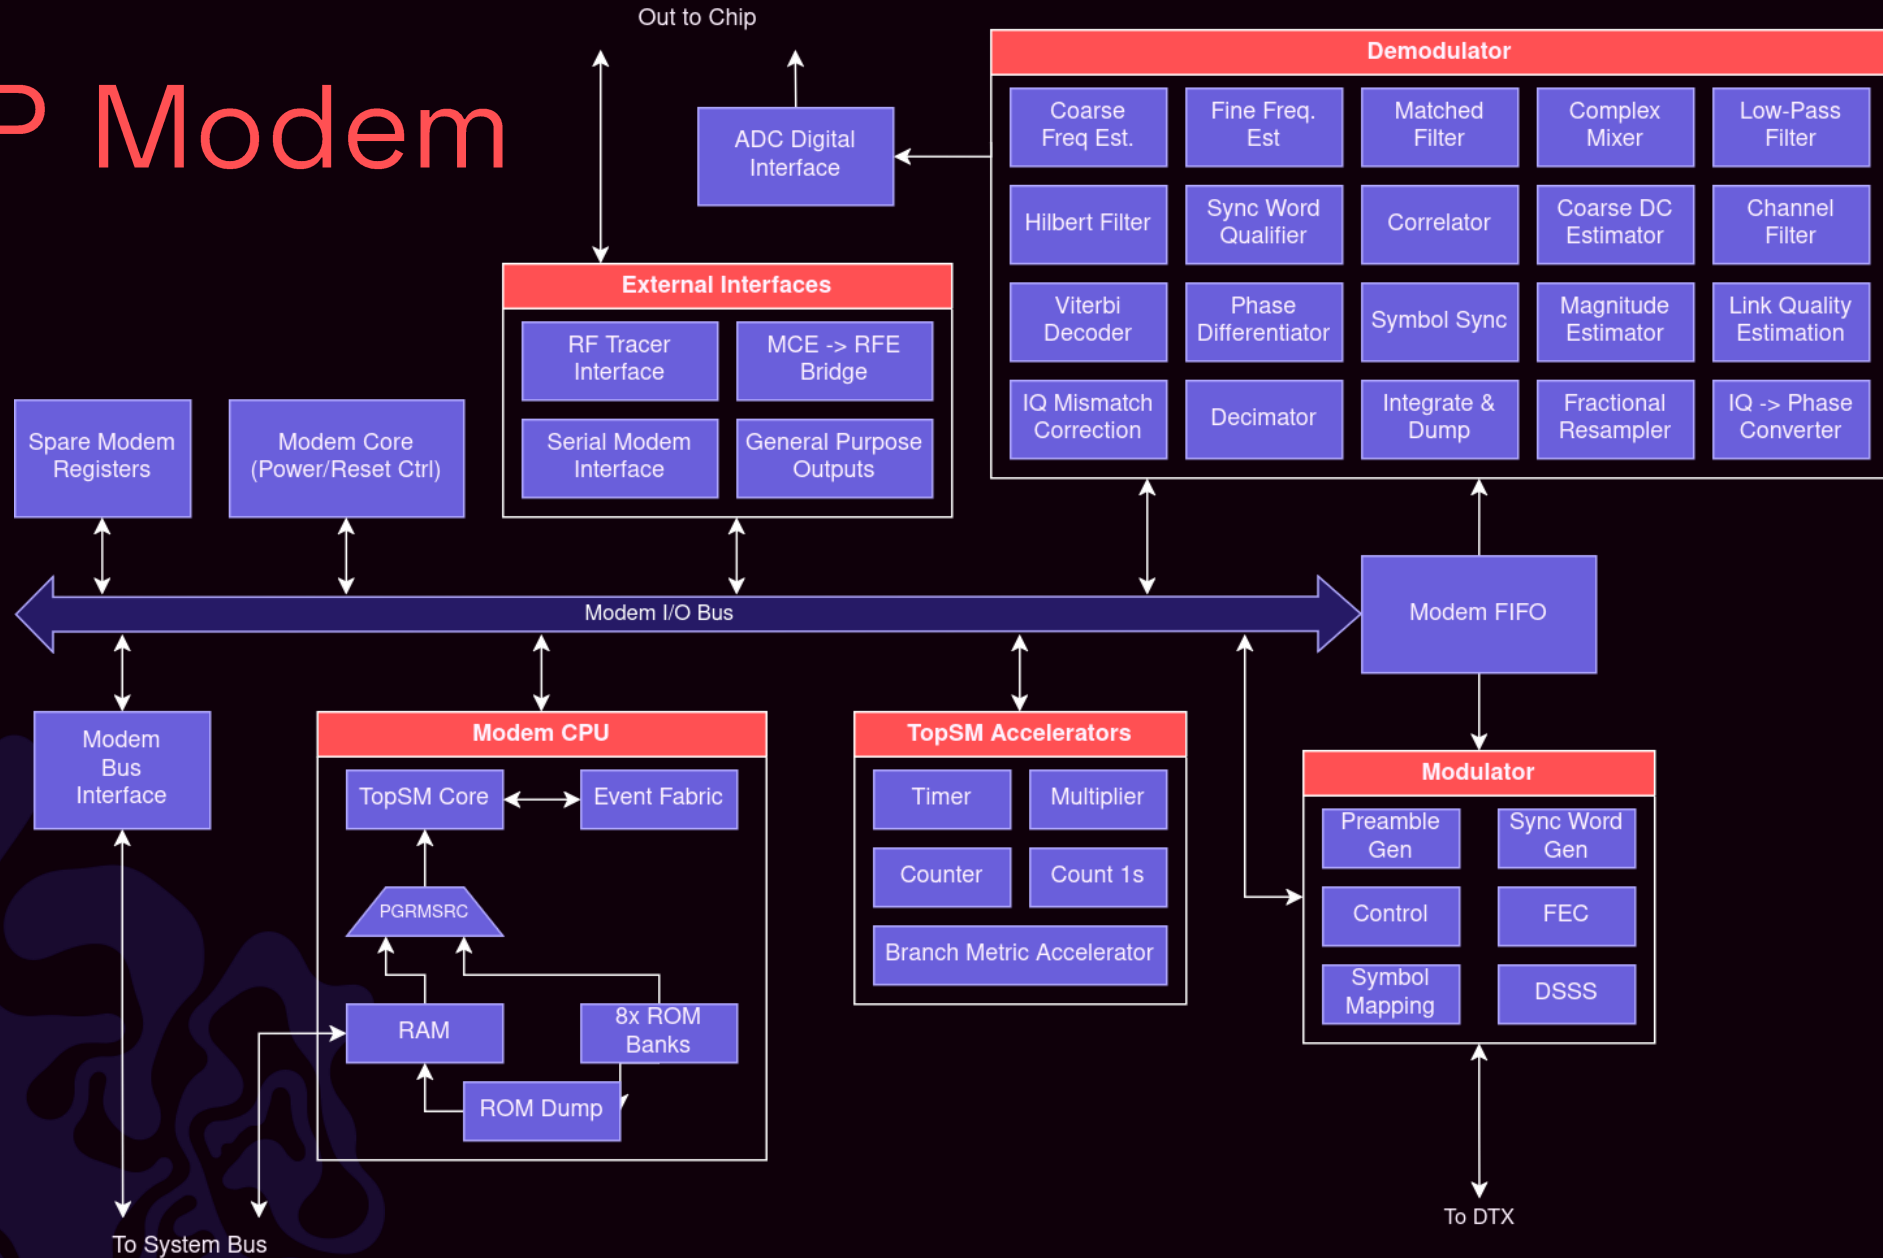 Out to Chip
P Modem
ADC Digital
Interface
Demodulator
Coarse
Freq Est.
Fine Freq.
Est
Matched
Filter
Complex
Mixer
Low-Pass
Filter
Hilbert Filter
Sync Word
Qualifier
Correlator
Coarse DC
Estimator
Channel
Filter
Viterbi
Decoder
Phase
Differentiator
Symbol Sync
Magnitude
Estimator
Link Quality
Estimation
IQ Mismatch
Correction
Decimator
Integrate &
Dump
Fractional
Resampler
IQ -> Phase
Converter
External Interfaces
RF Tracer
Interface
MCE -> RFE
Bridge
Serial Modem
Interface
General Purpose
Outputs
Spare Modem
Registers
Modem Core
(Power/Reset Ctrl)
Modem I/O Bus
Modem FIFO
Modem
Bus
Interface
Modem CPU
TopSM Core
Event Fabric
PGRMSRC
RAM
8x ROM
Banks
ROM Dump
TopSM Accelerators
Timer
Multiplier
Counter
Count 1s
Branch Metric Accelerator
Modulator
Preamble
Gen
Sync Word
Gen
Control
FEC
Symbol
Mapping
DSSS
To DTX
To System Bus